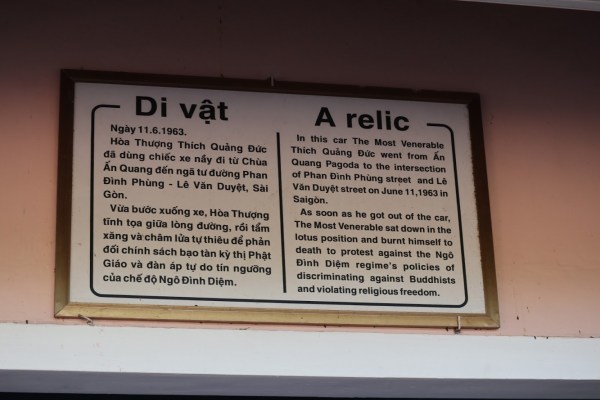 Di vật
Ngày 11.6.1963.
Hòa Thượng Thích Quảng Đức
đã dùng chiếc xe nầy đi từ Chùa
Ấn Quang đến ngã tư đường Phan
Đình Phùng - Lê Văn Duyệt, Sài
Gòn.
Vừa bước xuống xe, Hòa Thượng
tĩnh tọa giữa lòng đường, rồi tẩm
xăng và châm lửa tự thiêu để phản
đối chính sách bạo tàn kỳ thị Phật
Giáo và đàn áp tự do tín ngưỡng
của chế độ Ngô Đình Diệm.
A relic
In this car The Most Venerable
Thích Quảng Đức went from Ấn
Quang Pagoda to the intersection
of Phan Đình Phùng street and Lê
Văn Duyệt street on June 11,1963 in
Saigòn.
As soon as he got out of the car,
The Most Venerable sat down in the
lotus position and burnt himself to
death to protest against the Ngô
Đình Diệm regime's policies of
discriminating against Buddhists
and violating religious freedom.